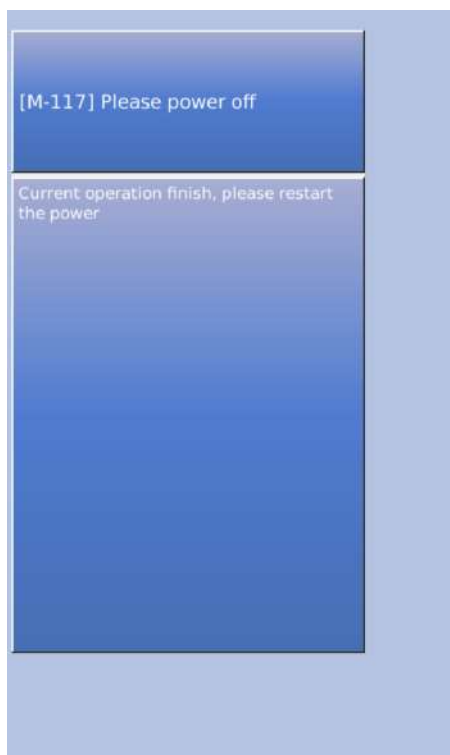 [M-117] Please power off
Current operation finish, please restart
the power